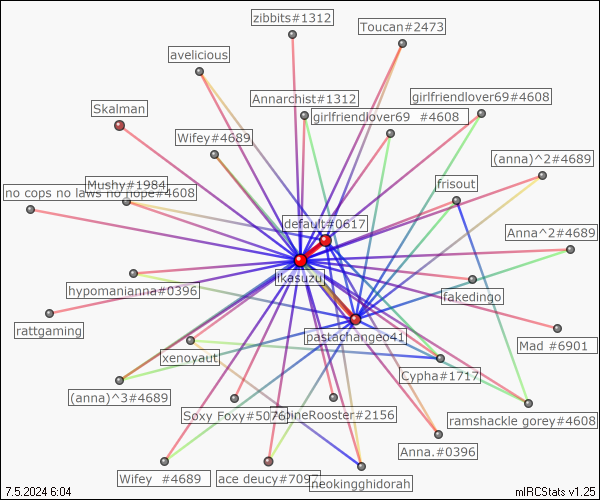 zibbits#1312
Toucan#2473
avelicious
Annarchist#1312
girlfriendlover69#4608
Skalman
girlfriendlover69 #4608
Wifey#4689
(anna)^2#4689
Mushy#1984
frisout
no cops no laws no hope#4608
default#0617
Anna^2#4689
ikasuzu
hypomanianna#0396
fakedingo
rattgaming
pastachangeo41
Mad #6901
xenoyaut
Cypha#1717
(anna)^3#4689
Soxy Foxy#5076
bineRooster#2156
ramshackle gorey#4608
Anna.#0396
Wifey #4689
ace deucy#7097
neokingghidorah
7.5.2024 6:04
mIRCStats v1.25